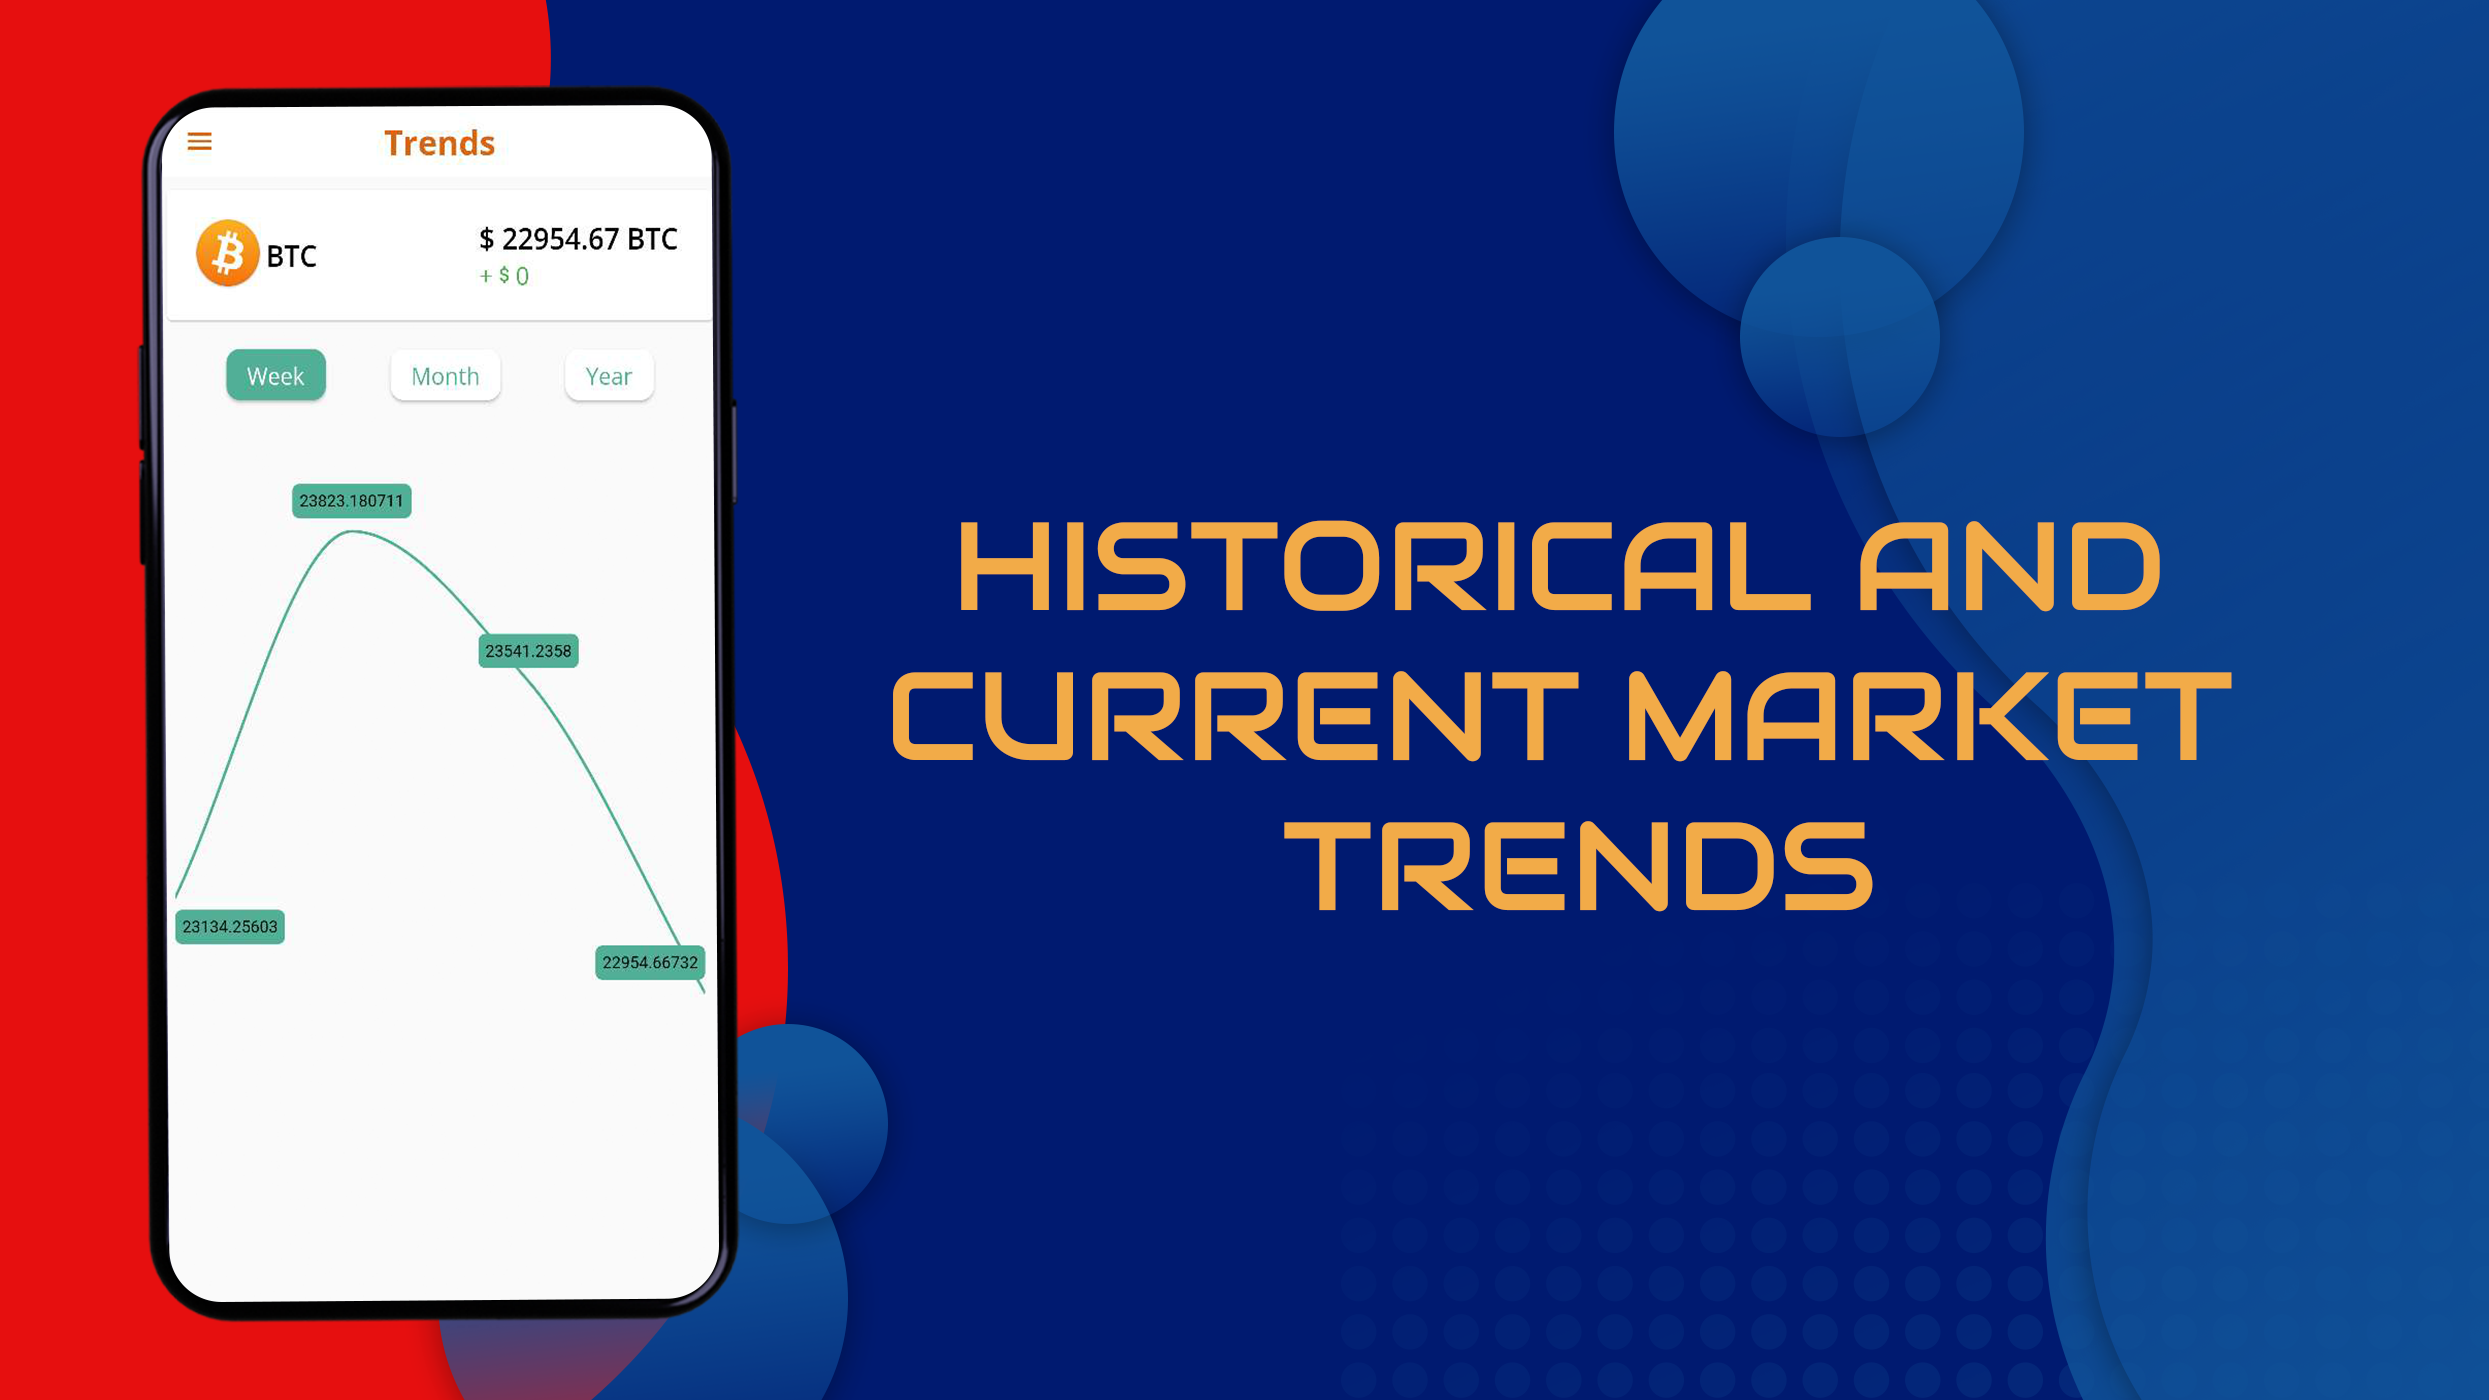 Trends
BTC
$ 22954.67 BTC
+ $ 0
Week Month Year
23823.180711
23541.2358
23134.25603
22954.66732
HISTORICAL AND
CURRENT MARKET
TRENDS